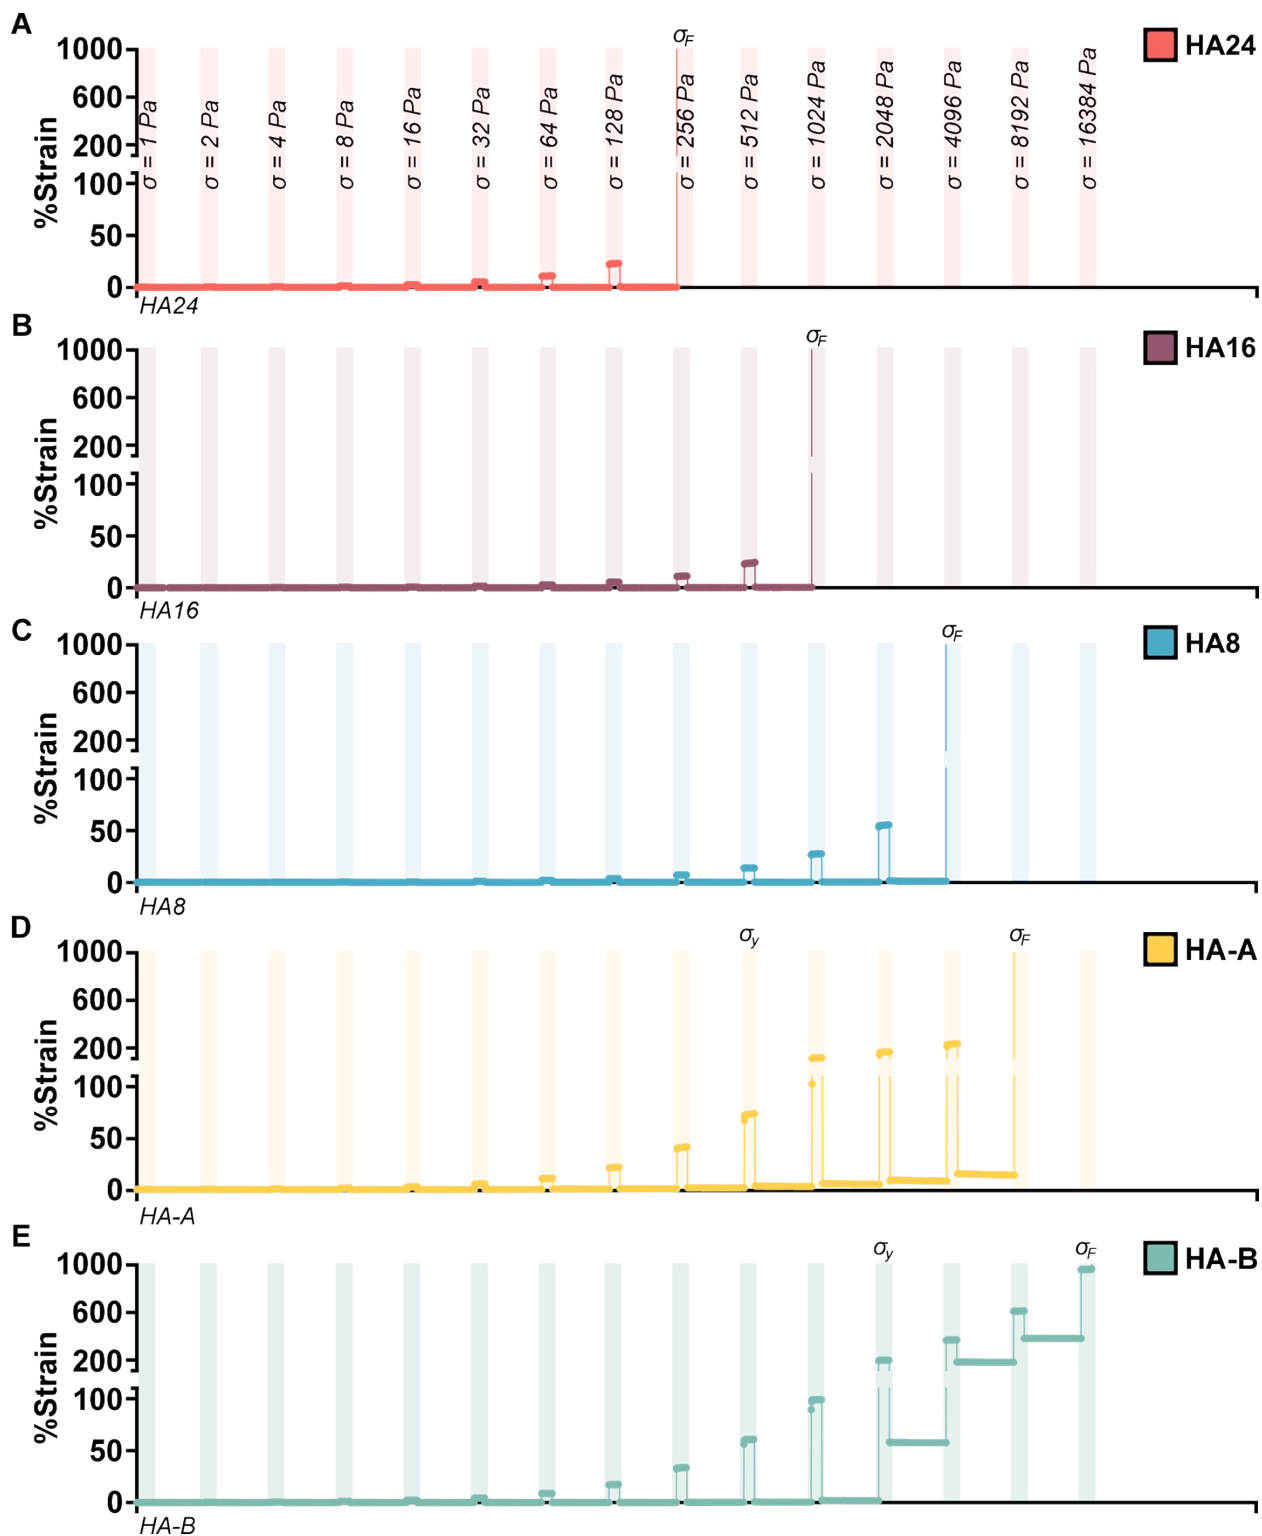 A
σF
HA24
1000
600
200
100
50
0
%Strain
σ = 1 Pa
σ = 2 Pa
σ = 4 Pa
σ = 8 Pa
σ = 16 Pa
σ = 32 Pa
σ = 64 Pa
σ = 128 Pa
σ = 256 Pa
σ = 512 Pa
σ = 1024 Pa
σ = 2048 Pa
σ = 4096 Pa
σ = 8192 Pa
σ = 16384 Pa
HA24
B
σF
HA16
1000
600
200
100
50
0
%Strain
HA16
C
σF
HA8
1000
600
200
100
50
0
%Strain
HA8
D
σy
σF
HA-A
1000
600
200
100
50
0
%Strain
HA-A
E
σy
σF
HA-B
1000
600
200
100
50
0
%Strain
HA-B